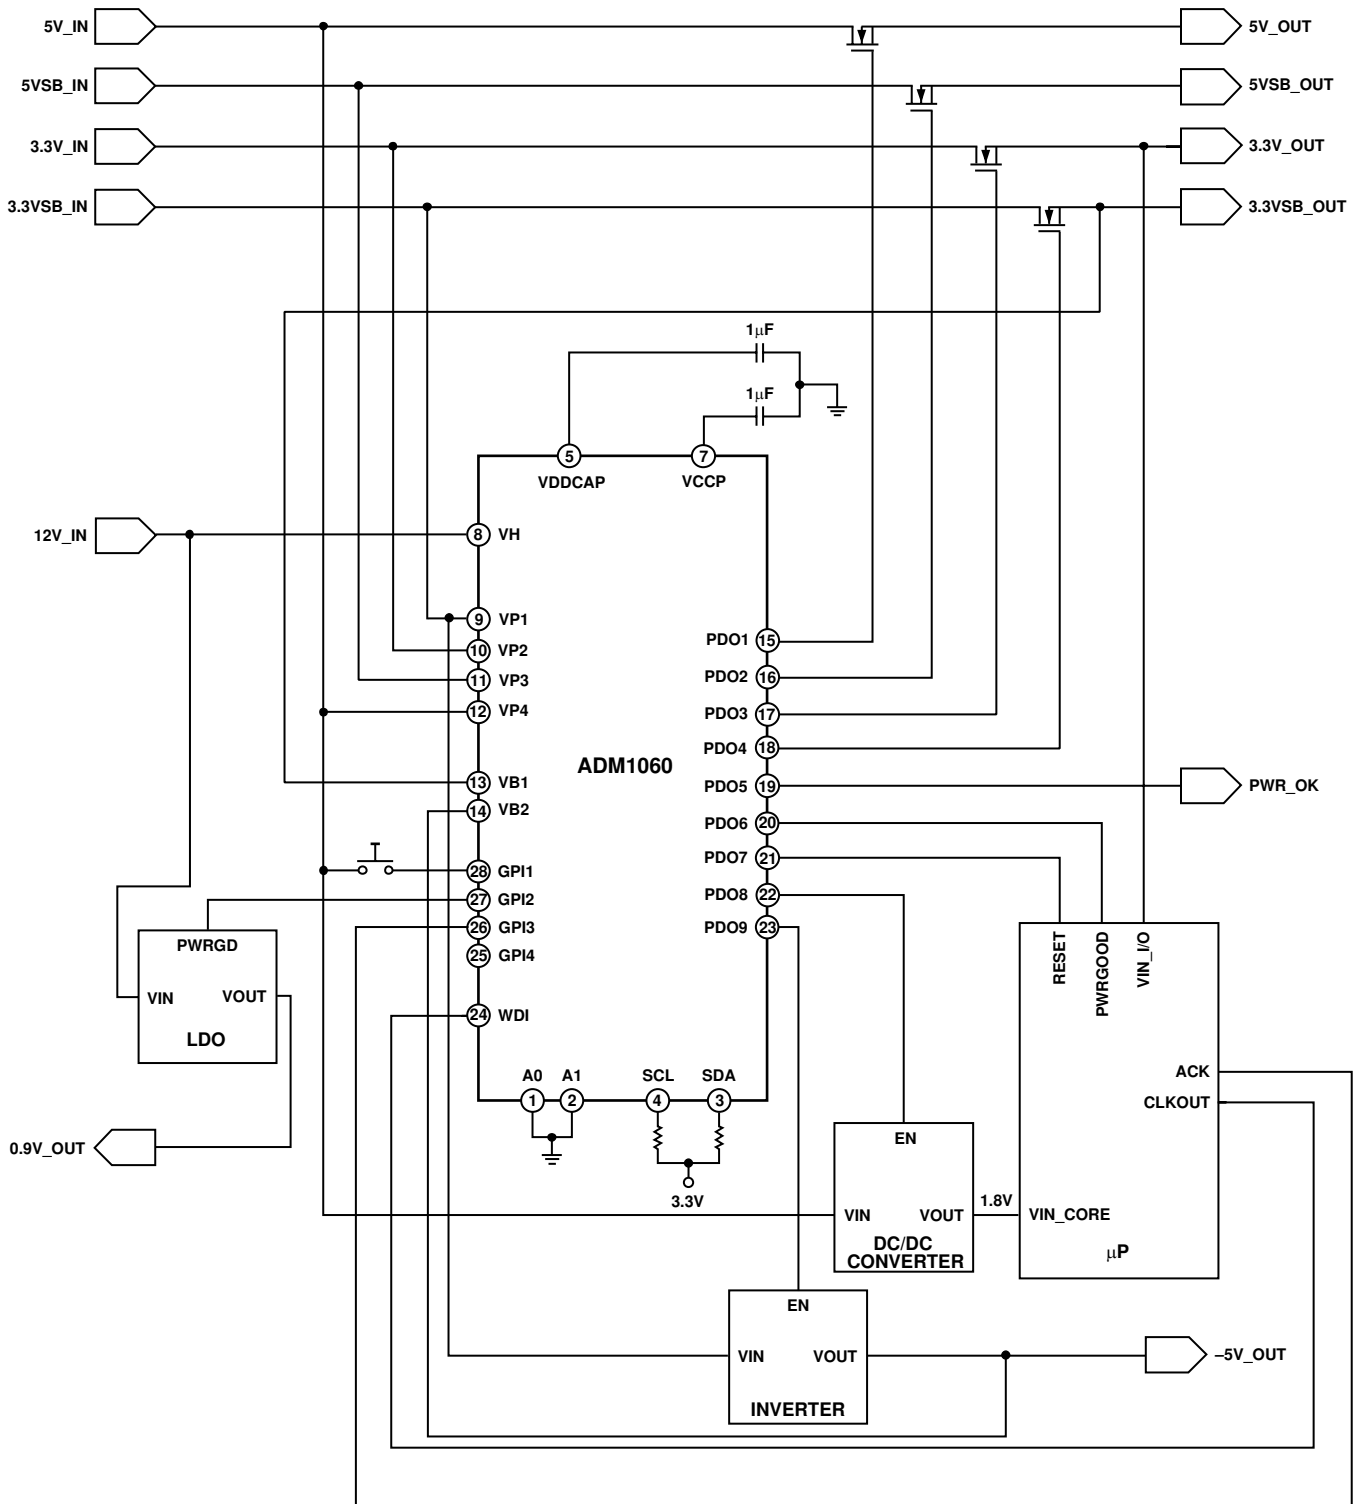 5V_IN
5V_OUT
5VSB_IN
5VSB_OUT
3.3V_IN
3.3V_OUT
3.3VSB_IN
3.3VSB_OUT
1μF
1μF
5
7
VDDCAP
VCCP
12V_IN
8 VH
9 VP1
10 VP2
11 VP3
12 VP4
13 VB1
14 VB2
28 GPI1
27 GPI2
26 GPI3
25 GPI4
24 WDI
ADM1060
PDO1 15
PDO2 16
PDO3 17
PDO4 18
PDO5 19
PDO6 20
PDO7 21
PDO8 22
PDO9 23
PWR_OK
PWRGD
VIN
VOUT
LDO
0.9V_OUT
A0
A1
SCL
SDA
1
2
4
3
3.3V
RESET
PWRGOOD
VIN_I/O
ACK
CLKOUT
VIN_CORE
μP
EN
VIN
VOUT
1.8V
DC/DC
CONVERTER
EN
VIN
VOUT
INVERTER
–5V_OUT